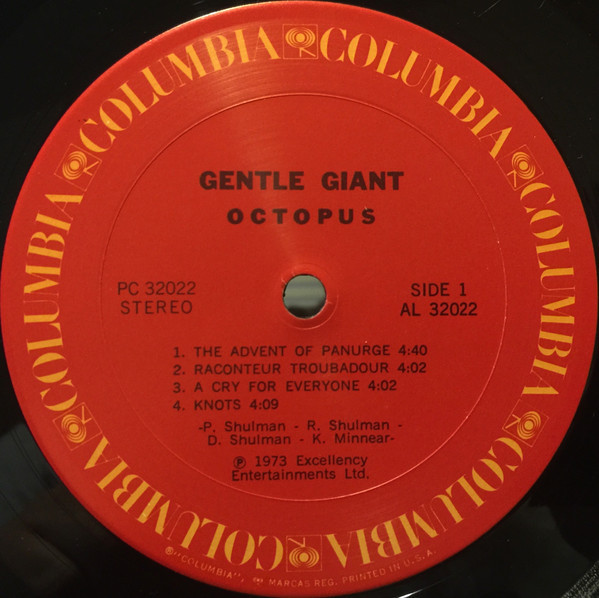 COLUMBIA COLUMBIA COLUMBIA COLUMBIA COLUMBIA COLUMBIA
GENTLE GIANT
OCTOPUS
PC 32022
STEREO
SIDE 1
AL 32022
1. THE ADVENT OF PANURGE 4:40
2. RACONTEUR TROUBADOUR 4:02
3. A CRY FOR EVERYONE 4:02
4. KNOTS 4:09
-P. Shulman - R. Shulman -
D. Shulman - K. Minnear-
℗ 1973 Excellency
Entertainments Ltd.
"COLUMBIA", MARCAS REG. PRINTED IN U.S.A